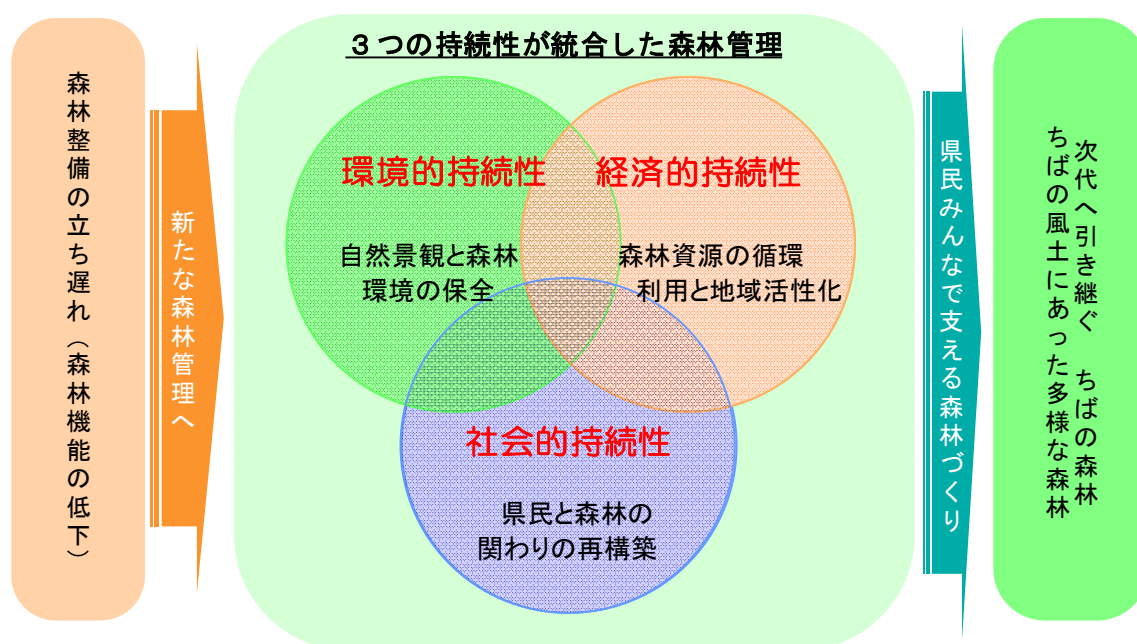 森林整備の立ち遅れ（森林機能の低下）
新たな森林管理へ
３つの持続性が統合した森林管理
環境的持続性
自然景観と森林
環境の保全
経済的持続性
森林資源の循環
利用と地域活性化
社会的持続性
県民と森林の
関わりの再構築
県民みんなで支える森林づくり
次代へ引き継ぐ　ちばの森林
ちばの風土にあった多様な森林